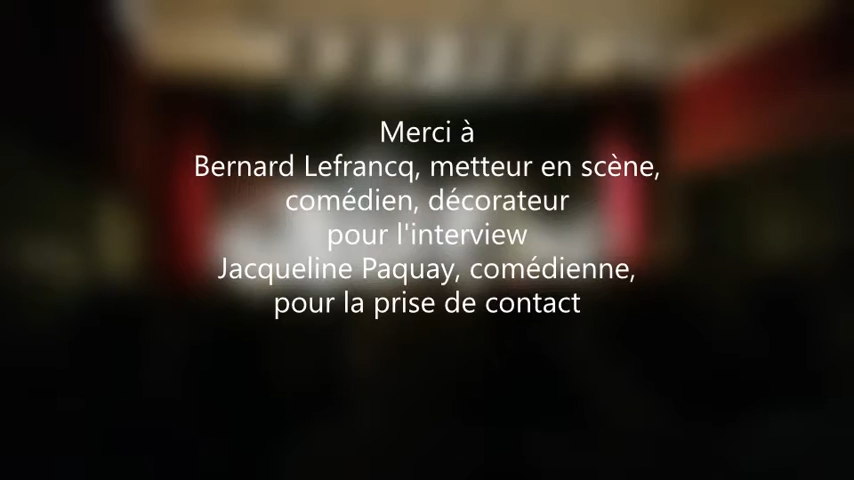 Merci à
Bernard Lefrancq, metteur en scène,
comédien, décorateur
pour l'interview
Jacqueline Paquay, comédienne,
pour la prise de contact